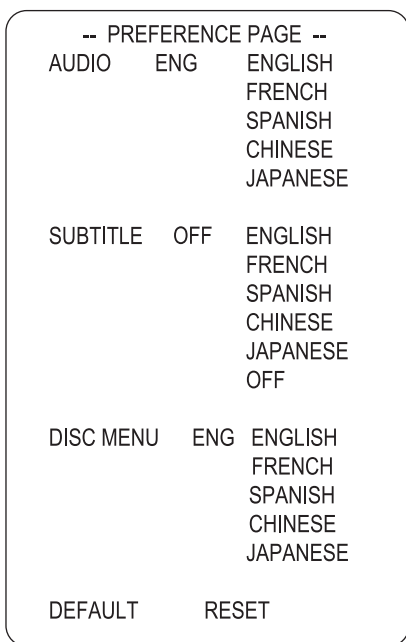 -- PREFERENCE PAGE --
AUDIO ENG ENGLISH
FRENCH
SPANISH
CHINESE
JAPANESE
SUBTITLE OFF ENGLISH
FRENCH
SPANISH
CHINESE
JAPANESE
OFF
DISC MENU ENG ENGLISH
FRENCH
SPANISH
CHINESE
JAPANESE
DEFAULT RESET